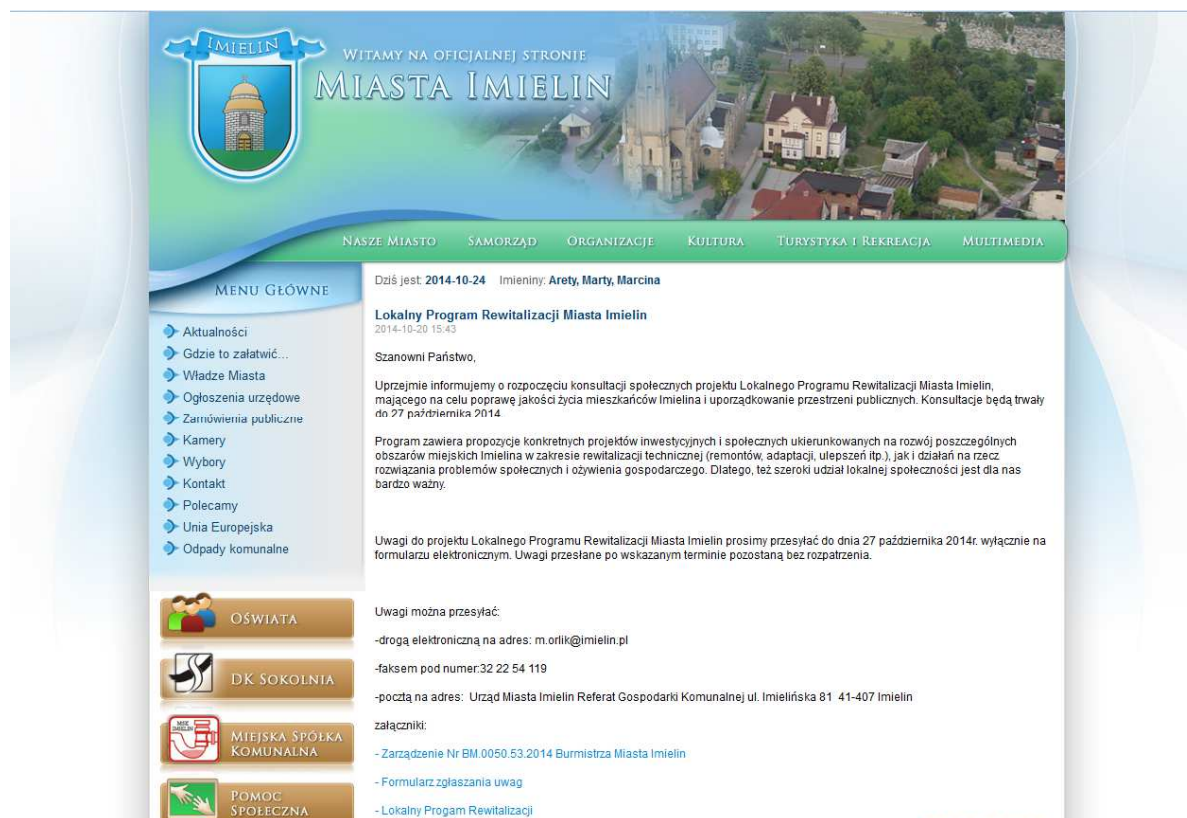 IMIELIN
WITAMY NA OFICJALNEJ STRONIE
MIASTA IMIELIN
NASZE MIASTO SAMORZĄD ORGANIZACJE KULTURA TURYSTYKA I REKREACJA MULTIMEDIA
MENU GŁÓWNE
Aktualności
Gdzie to załatwić...
Władze Miasta
Ogłoszenia urzędowe
Zamówienia publiczne
Kamery
Wybory
Kontakt
Polecamy
Unia Europejska
Odpady komunalne
OŚWIATA
DK SOKOLNIA
MSK
IMIELIN
MIEJSKA SPÓŁKA
KOMUNALNA
POMOC
SPOŁECZNA
Dziś jest: 2014-10-24 Imieniny: Arety, Marty, Marcina
Lokalny Program Rewitalizacji Miasta Imielin
2014-10-20 15:43
Szanowni Państwo,
Uprzejmie informujemy o rozpoczęciu konsultacji społecznych projektu Lokalnego Programu Rewitalizacji Miasta Imielin,
mającego na celu poprawę jakości życia mieszkańców Imielina i uporządkowanie przestrzeni publicznych. Konsultacje będą trwały
do 27 października 2014.
Program zawiera propozycje konkretnych projektów inwestycyjnych i społecznych ukierunkowanych na rozwój poszczególnych
obszarów miejskich Imielina w zakresie rewitalizacji technicznej (remontów, adaptacji, ulepszeń itp.), jak i działań na rzecz
rozwiązania problemów społecznych i ożywienia gospodarczego. Dlatego, też szeroki udział lokalnej społeczności jest dla nas
bardzo ważny.
Uwagi do projektu Lokalnego Programu Rewitalizacji Miasta Imielin prosimy przesyłać do dnia 27 października 2014r. wyłącznie na
formularzu elektronicznym. Uwagi przesłane po wskazanym terminie pozostaną bez rozpatrzenia.
Uwagi można przesyłać:
-drogą elektroniczną na adres: m.orlik@imielin.pl
-faksem pod numer:32 22 54 119
-pocztą na adres: Urząd Miasta Imielin Referat Gospodarki Komunalnej ul. Imielińska 81 41-407 Imielin
załączniki:
- Zarządzenie Nr BM.0050.53.2014 Burmistrza Miasta Imielin
- Formularz zgłaszania uwag
- Lokalny Progam Rewitalizacji